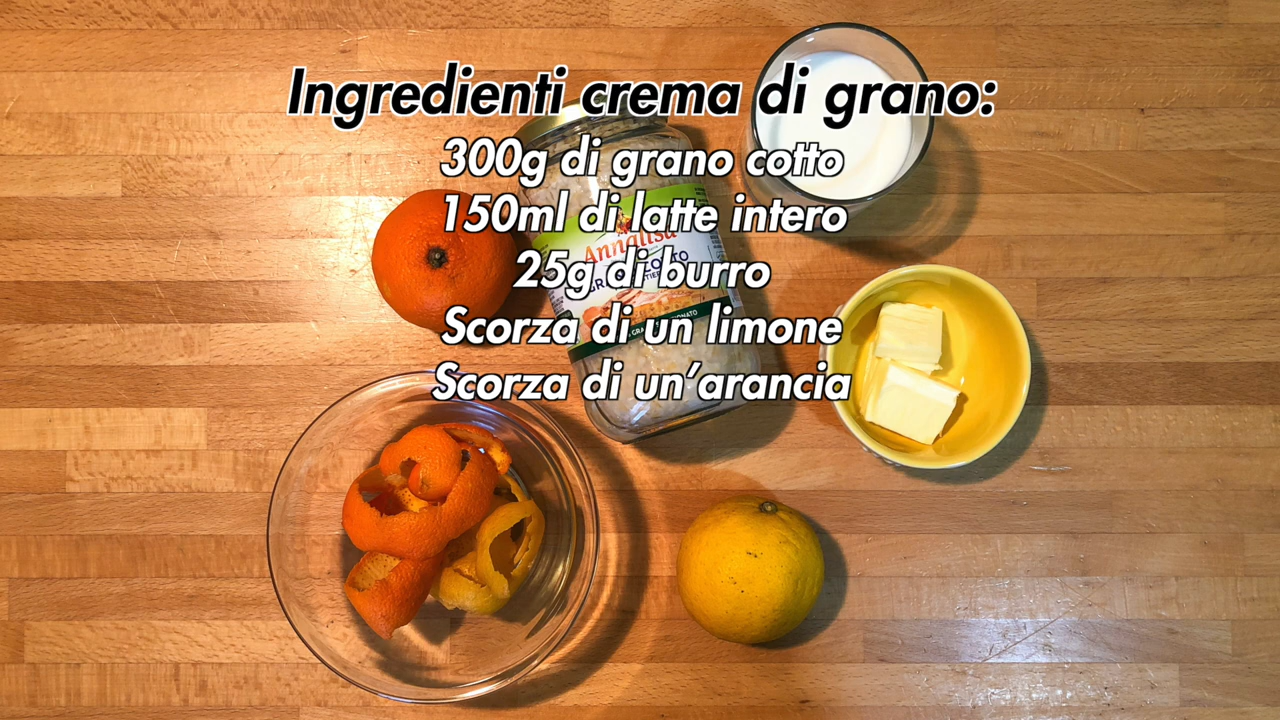 Ingredienti crema di grano:
300g di grano cotto
150ml di latte intero
25g di burro
Scorza di un limone
Scorza di un'arancia
Annalisa